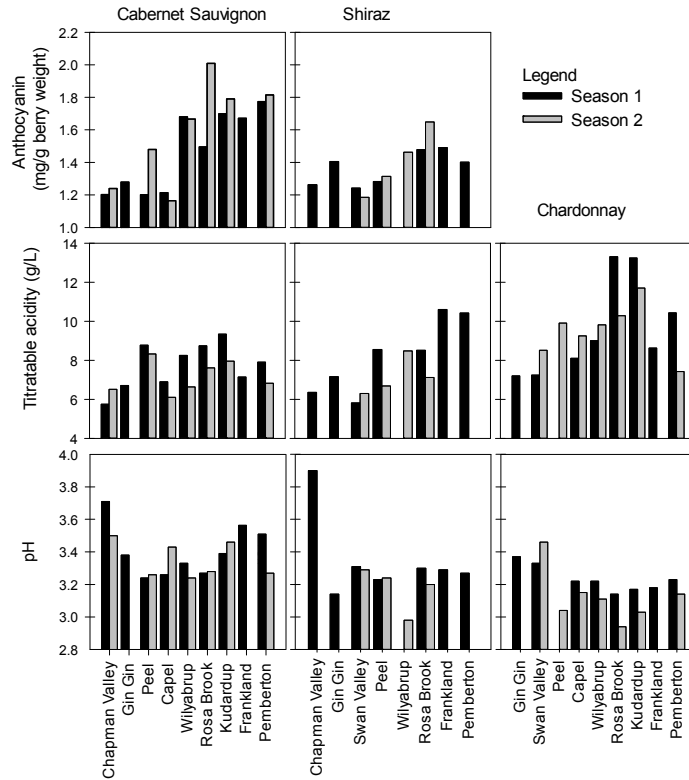 Cabernet Sauvignon
Shiraz
Anthocyanin
(mg/g berry weight)
2.2
2.0
1.8
1.6
1.4
1.2
1.0
Legend
Season 1
Season 2
Chardonnay
Titratable acidity (g/L)
14
12
10
8
6
4
pH
4.0
3.8
3.6
3.4
3.2
3.0
2.8
Chapman Valley
Gin Gin
Peel
Capel
Wilyabrup
Rosa Brook
Kudardup
Frankland
Pemberton
Chapman Valley
Gin Gin
Swan Valley
Peel
Wilyabrup
Rosa Brook
Frankland
Pemberton
Gin Gin
Swan Valley
Peel
Capel
Wilyabrup
Rosa Brook
Kudardup
Frankland
Pemberton